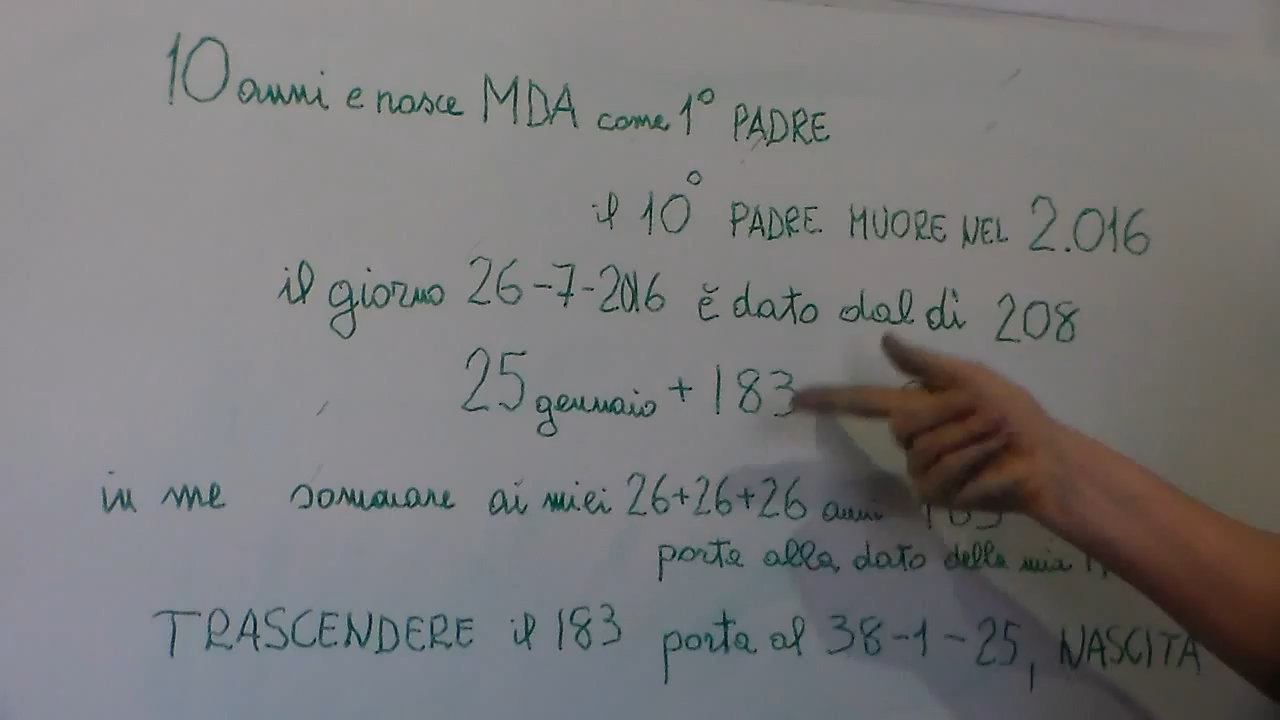 10 anni e nasce MDA come 1° PADRE
il 10° PADRE MUORE NEL 2.016
il giorno 26-7-2016 è dato dal dì 208
25 gennaio + 183
in me sommare ai miei 26+26+26 anni
porta alla dato della mia
TRASCENDERE il 183 porta al 38-1-25, NASCITA